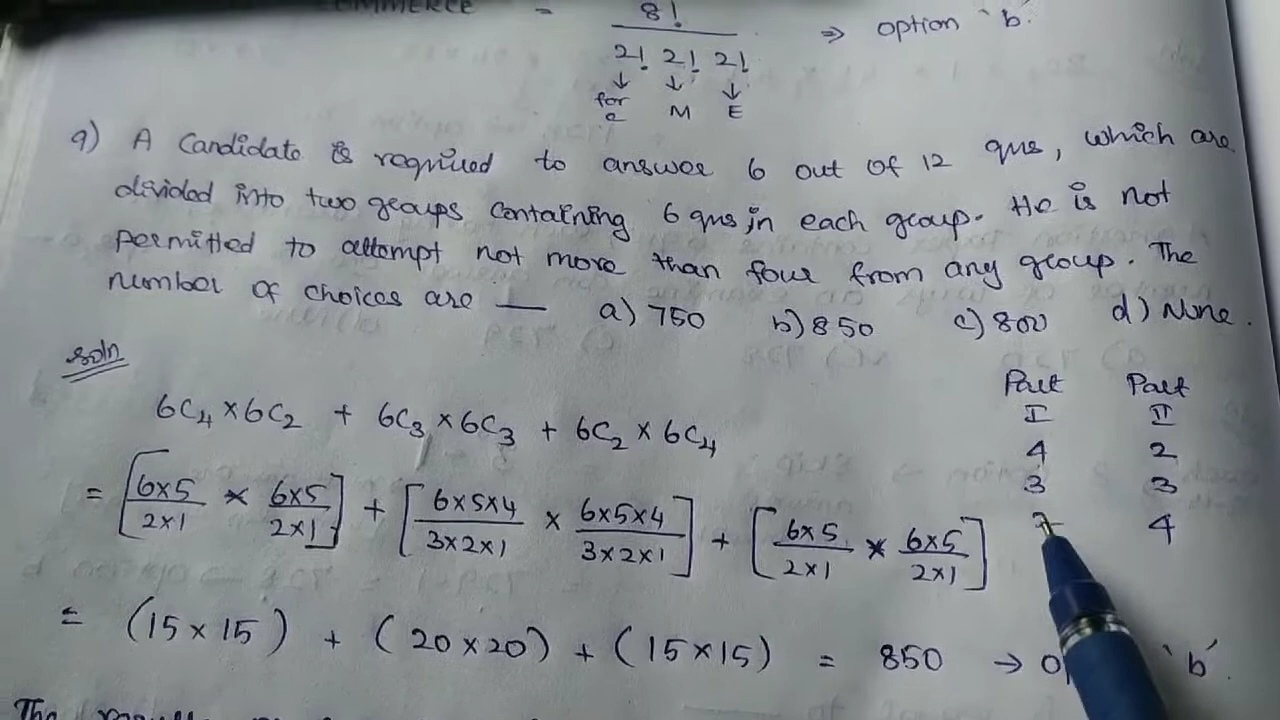 COMMERCE = 8! / 2! 2! 2! ⇒ option 'b'
↓ ↓ ↓
for M E
c
9) A Candidate is required to answer 6 out of 12 qns, which are
divided into two groups containing 6 qns in each group. He is not
permitted to attempt not more than four from any group. The
number of choices are — a) 750 b) 850 c) 800 d) None.
Soln
Part Part
I II
6C4 × 6C2 + 6C3 × 6C3 + 6C2 × 6C4
4 2
3 3
4
= [6×5/2×1 × 6×5/2×1] + [6×5×4/3×2×1 × 6×5×4/3×2×1] + [6×5/2×1 × 6×5/2×1]
= (15×15) + (20×20) + (15×15) = 850 → 'b'.
The